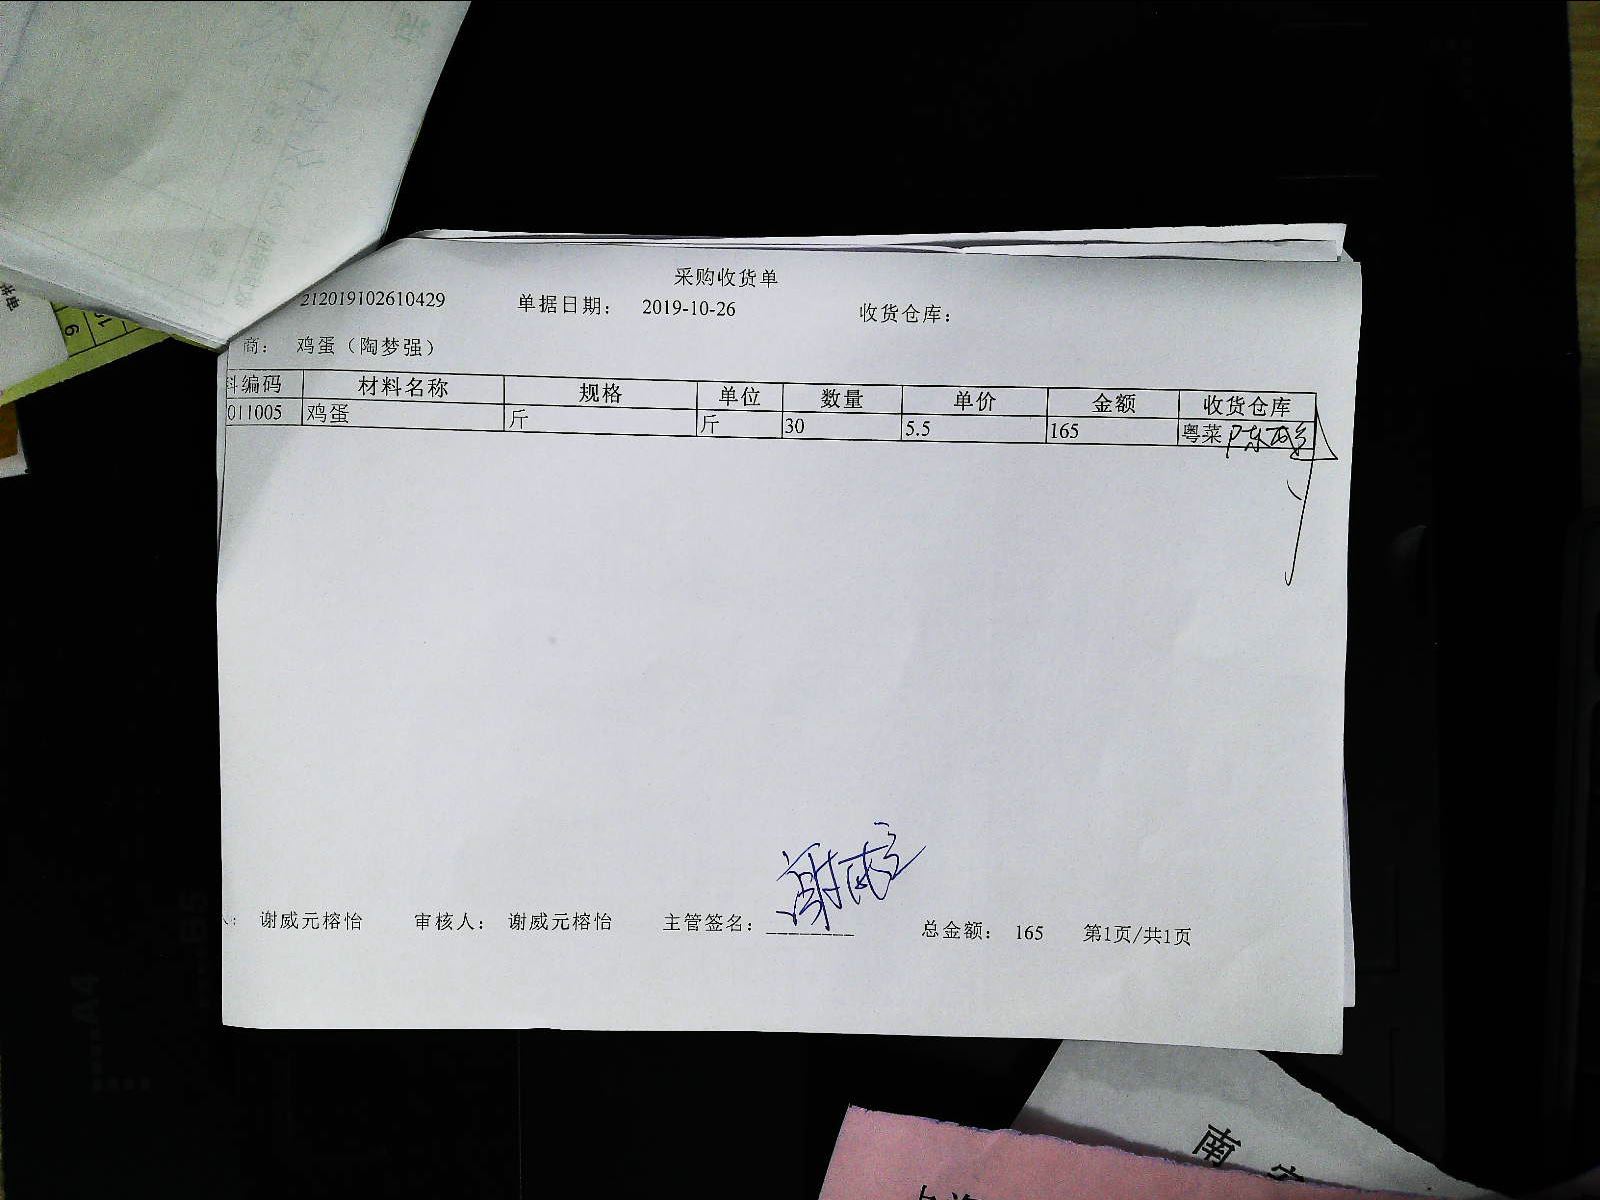 采购收货单
212019102610429 单据日期： 2019-10-26 收货仓库：
商： 鸡蛋（陶梦强）
料编码 材料名称 规格 单位 数量 单价 金额 收货仓库
011005 鸡蛋 斤 斤 30 5.5 165 粤菜
人： 谢威元榕怡 审核人： 谢威元榕怡 主管签名： 总金额： 165 第1页/共1页
南
上海